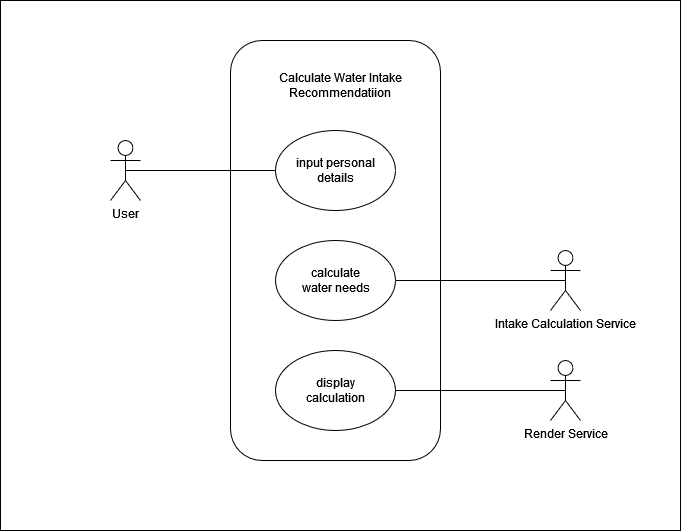 Calculate Water Intake
Recommendatiion
input personal
details
User
calculate
water needs
Intake Calculation Service
display
calculation
Render Service